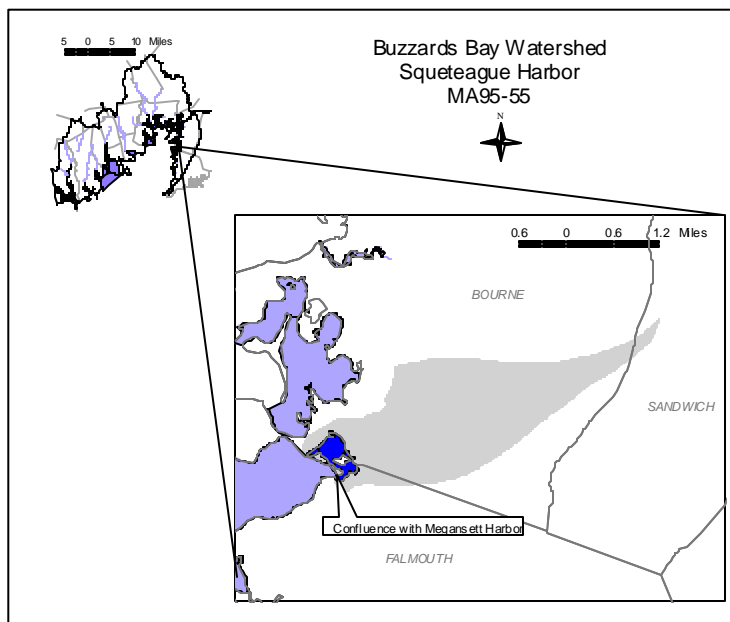 5 0 5 10 Miles
Buzzards Bay Watershed
Squeteague Harbor
MA95-55
N
0.6 0 0.6 1.2 Miles
BOURNE
SANDWICH
Confluence with Megansett Harbor
FALMOUTH